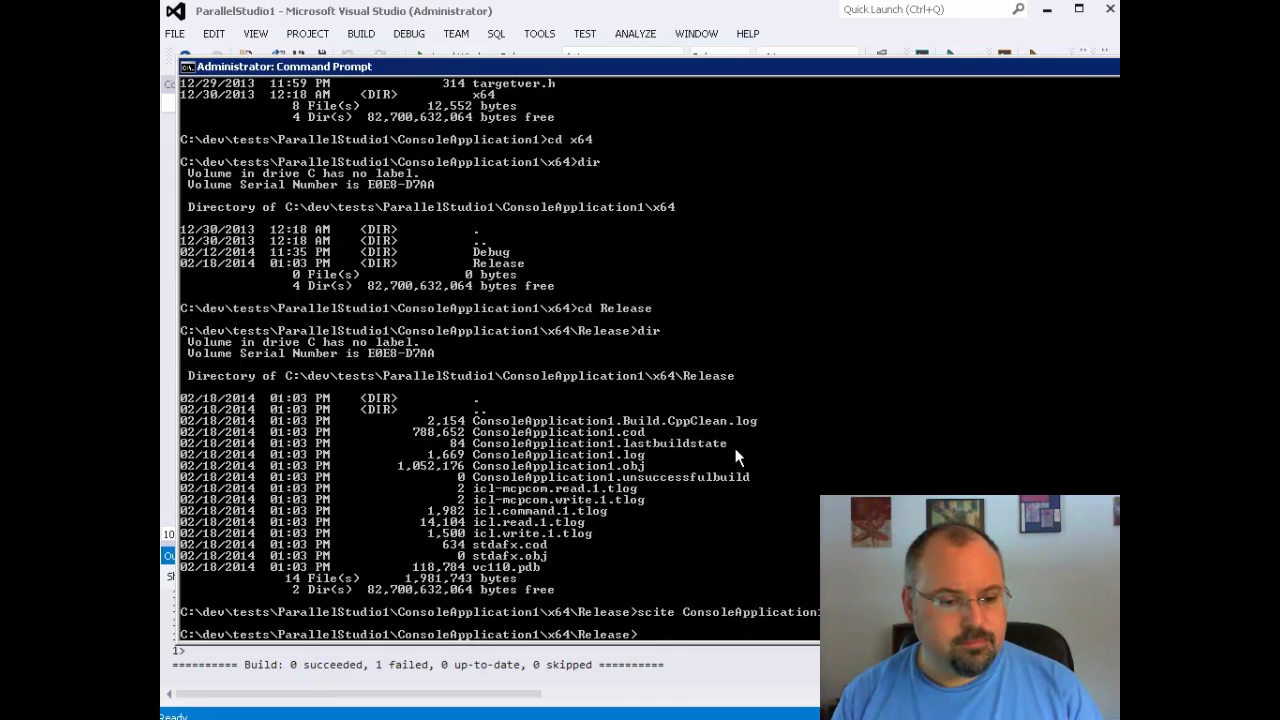 ParallelStudio1 - Microsoft Visual Studio (Administrator)
Quick Launch (Ctrl+Q)
FILE EDIT VIEW PROJECT BUILD DEBUG TEAM SQL TOOLS TEST ANALYZE WINDOW HELP
Administrator: Command Prompt
12/29/2013 11:59 PM 314 targetver.h
12/30/2013 12:18 AM <DIR> x64
8 File(s) 12,552 bytes
4 Dir(s) 82,700,632,064 bytes free
C:\dev\tests\ParallelStudio1\ConsoleApplication1>cd x64
C:\dev\tests\ParallelStudio1\ConsoleApplication1\x64>dir
Volume in drive C has no label.
Volume Serial Number is E0E8-D7AA
Directory of C:\dev\tests\ParallelStudio1\ConsoleApplication1\x64
12/30/2013 12:18 AM <DIR> .
12/30/2013 12:18 AM <DIR> ..
02/12/2014 11:35 PM <DIR> Debug
02/18/2014 01:03 PM <DIR> Release
0 File(s) 0 bytes
4 Dir(s) 82,700,632,064 bytes free
C:\dev\tests\ParallelStudio1\ConsoleApplication1\x64>cd Release
C:\dev\tests\ParallelStudio1\ConsoleApplication1\x64\Release>dir
Volume in drive C has no label.
Volume Serial Number is E0E8-D7AA
Directory of C:\dev\tests\ParallelStudio1\ConsoleApplication1\x64\Release
02/18/2014 01:03 PM <DIR> .
02/18/2014 01:03 PM <DIR> ..
02/18/2014 01:03 PM 2,154 ConsoleApplication1.Build.CppClean.log
02/18/2014 01:03 PM 788,652 ConsoleApplication1.cod
02/18/2014 01:03 PM 84 ConsoleApplication1.lastbuildstate
02/18/2014 01:03 PM 1,669 ConsoleApplication1.log
02/18/2014 01:03 PM 1,052,176 ConsoleApplication1.obj
02/18/2014 01:03 PM 0 ConsoleApplication1.unsuccessfulbuild
02/18/2014 01:03 PM 2 icl-mcpcom.read.1.tlog
02/18/2014 01:03 PM 2 icl-mcpcom.write.1.tlog
02/18/2014 01:03 PM 1,982 icl.command.1.tlog
02/18/2014 01:03 PM 14,104 icl.read.1.tlog
02/18/2014 01:03 PM 1,500 icl.write.1.tlog
02/18/2014 01:03 PM 634 stdafx.cod
02/18/2014 01:03 PM 0 stdafx.obj
02/18/2014 01:03 PM 118,784 vc110.pdb
14 File(s) 1,981,743 bytes
2 Dir(s) 82,700,632,064 bytes free
C:\dev\tests\ParallelStudio1\ConsoleApplication1\x64\Release>scite ConsoleApplication1
C:\dev\tests\ParallelStudio1\ConsoleApplication1\x64\Release>
1>
========== Build: 0 succeeded, 1 failed, 0 up-to-date, 0 skipped ==========
Ready